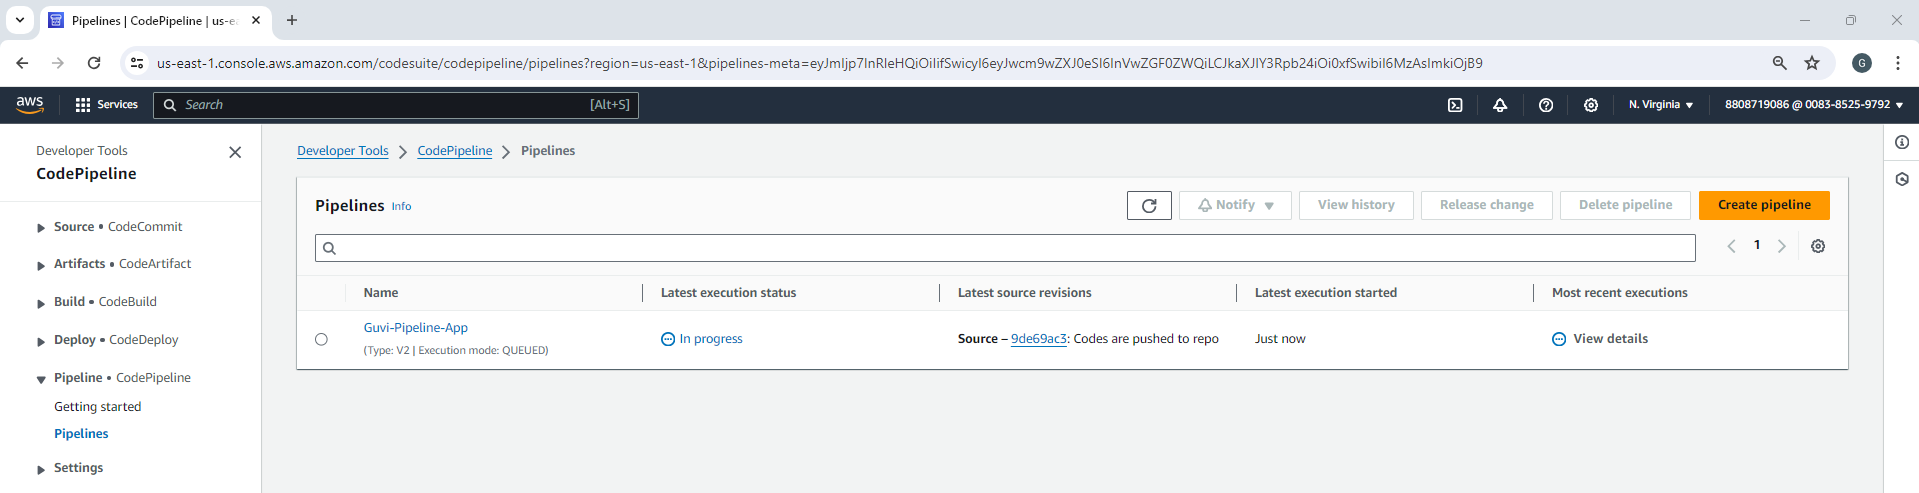 Pipelines | CodePipeline | us-ea
us-east-1.console.aws.amazon.com/codesuite/codepipeline/pipelines?region=us-east-1&pipelines-meta=
G
aws Services Search [Alt+S] N. Virginia 8808719086 @ 0083-8525-9792
Developer Tools
CodePipeline
Source • CodeCommit
Artifacts • CodeArtifact
Build • CodeBuild
Deploy • CodeDeploy
Pipeline • CodePipeline
Getting started
Pipelines
Settings
Developer Tools CodePipeline Pipelines
Pipelines Info Notify View history Release change Delete pipeline Create pipeline
1
Name Latest execution status Latest source revisions Latest execution started Most recent executions
Guvi-Pipeline-App In progress Source – 9de69ac3: Codes are pushed to repo Just now View details
(Type: V2 | Execution mode: QUEUED)